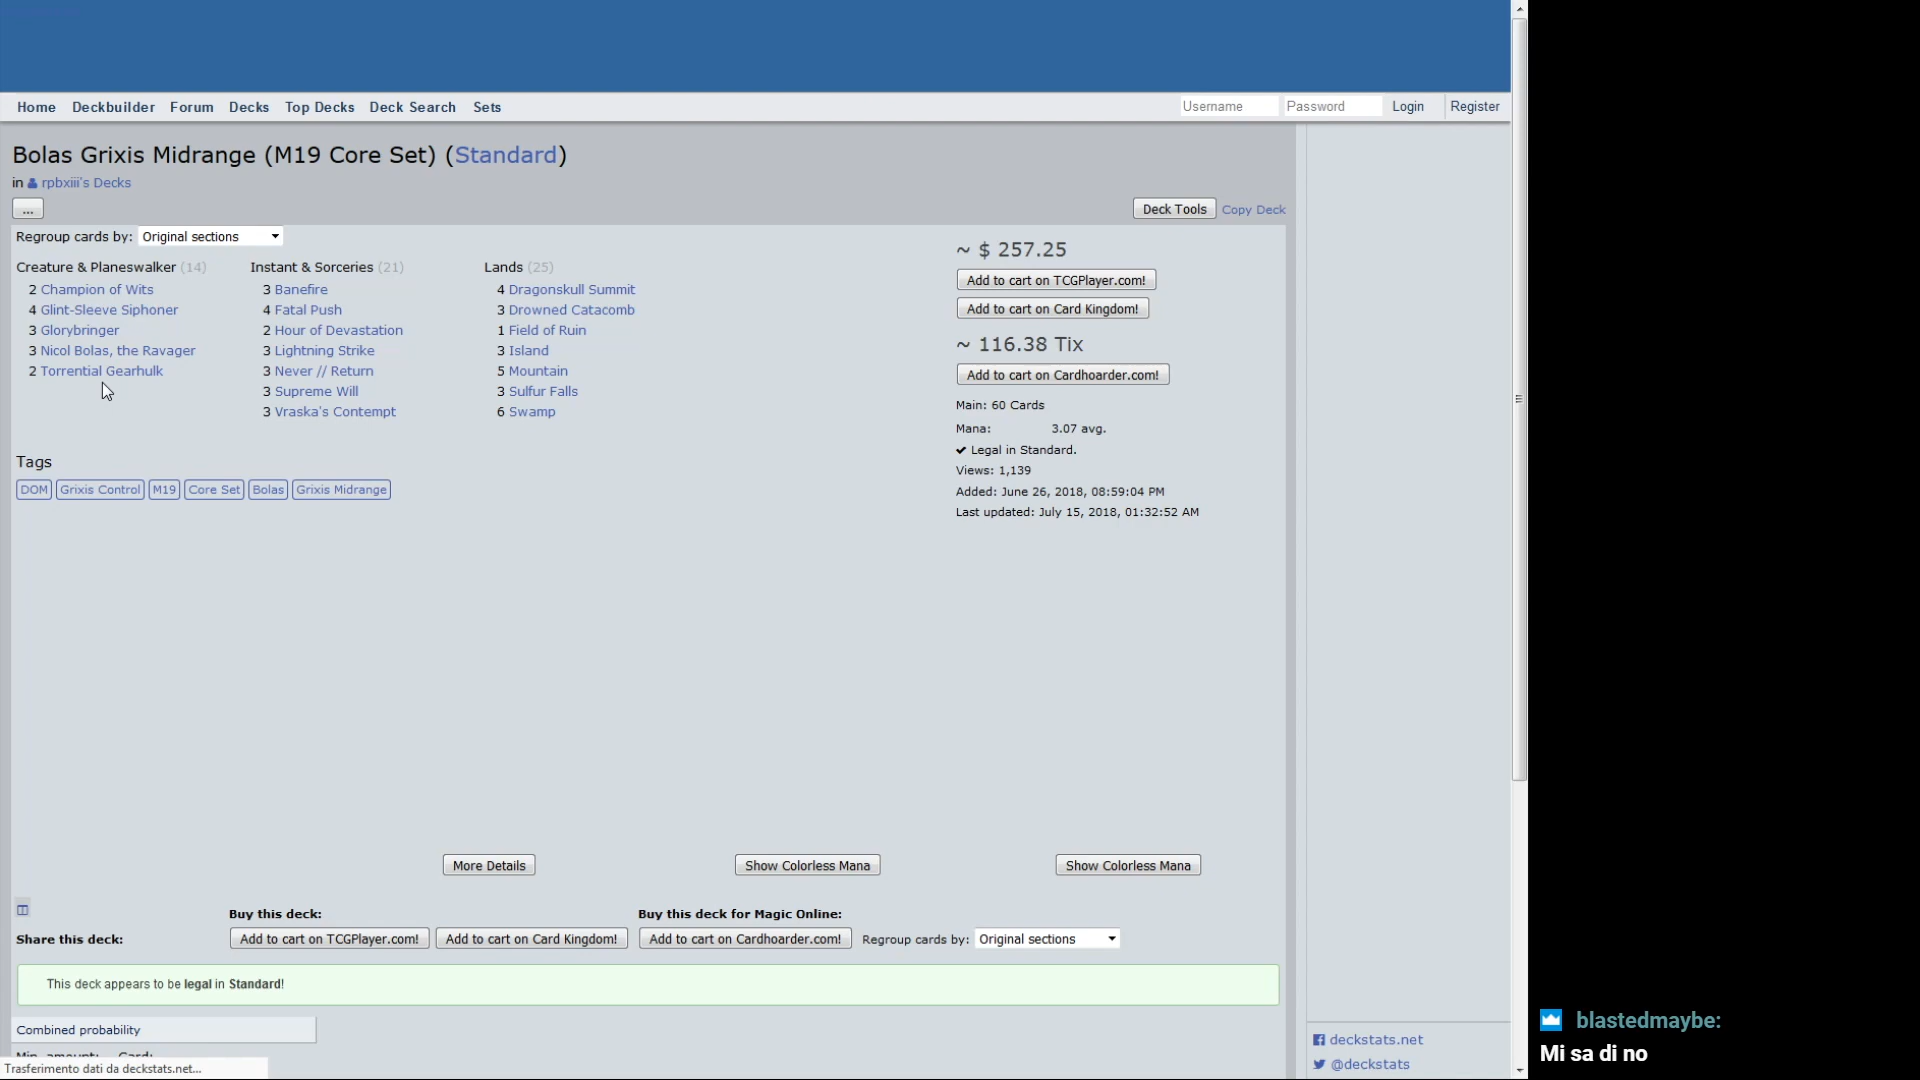 Home Deckbuilder Forum Decks Top Decks Deck Search Sets Username Password Login Register
Bolas Grixis Midrange (M19 Core Set) (Standard)
in rpbxiii's Decks
... Deck Tools Copy Deck
Regroup cards by: Original sections
Creature & Planeswalker (14)
2 Champion of Wits
4 Glint-Sleeve Siphoner
3 Glorybringer
3 Nicol Bolas, the Ravager
2 Torrential Gearhulk
Instant & Sorceries (21)
3 Banefire
4 Fatal Push
2 Hour of Devastation
3 Lightning Strike
3 Never // Return
3 Supreme Will
3 Vraska's Contempt
Lands (25)
4 Dragonskull Summit
3 Drowned Catacomb
1 Field of Ruin
3 Island
5 Mountain
3 Sulfur Falls
6 Swamp
~ $ 257.25
Add to cart on TCGPlayer.com!
Add to cart on Card Kingdom!
~ 116.38 Tix
Add to cart on Cardhoarder.com!
Main: 60 Cards
Mana: 3.07 avg.
✔ Legal in Standard.
Views: 1,139
Added: June 26, 2018, 08:59:04 PM
Last updated: July 15, 2018, 01:32:52 AM
Tags
DOM Grixis Control M19 Core Set Bolas Grixis Midrange
More Details Show Colorless Mana Show Colorless Mana
Buy this deck: Buy this deck for Magic Online:
Share this deck: Add to cart on TCGPlayer.com! Add to cart on Card Kingdom! Add to cart on Cardhoarder.com! Regroup cards by: Original sections
This deck appears to be legal in Standard!
Combined probability
Min. amount: Card:
Trasferimento dati da deckstats.net...
deckstats.net
@deckstats
blastedmaybe:
Mi sa di no